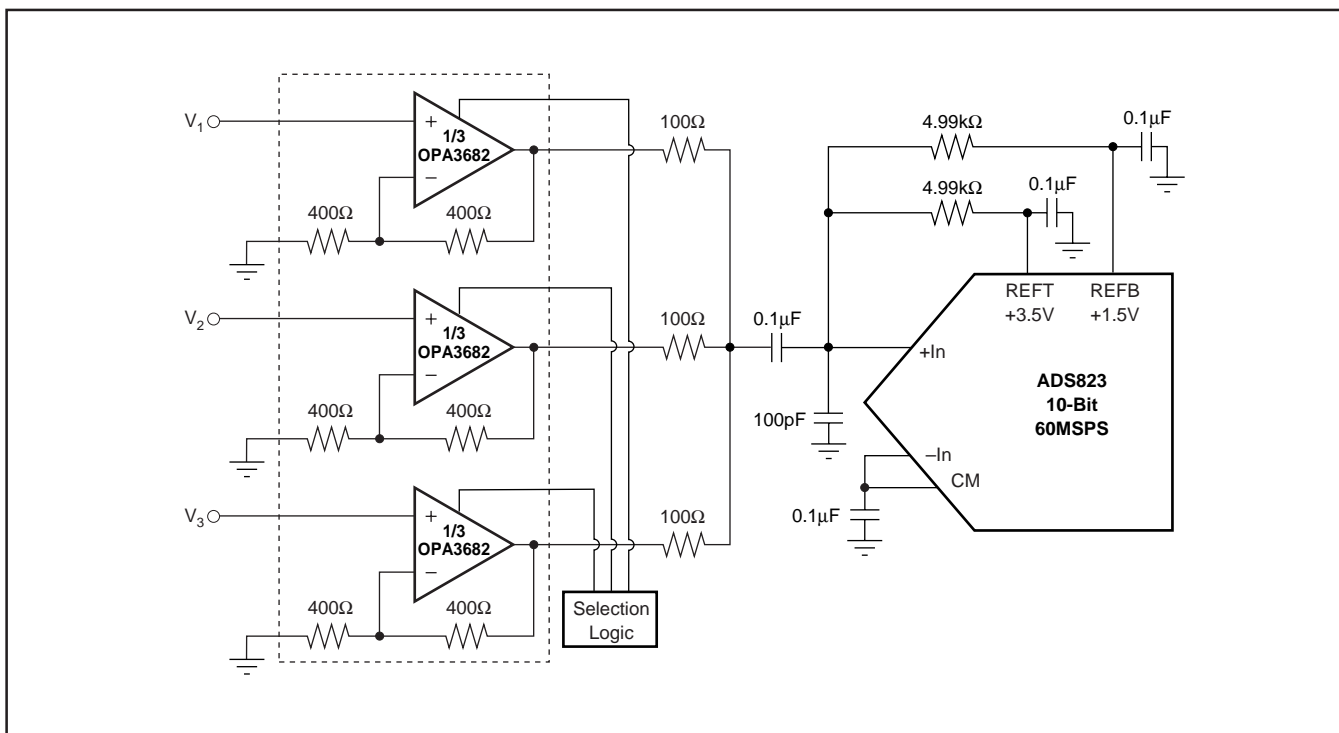 V1
+
1/3
OPA3682
−
400Ω
400Ω
100Ω
V2
+
1/3
OPA3682
−
400Ω
400Ω
100Ω
V3
+
1/3
OPA3682
−
400Ω
400Ω
100Ω
Selection
Logic
0.1µF
100pF
4.99kΩ
0.1µF
4.99kΩ
0.1µF
REFT
+3.5V
REFB
+1.5V
+In
ADS823
10-Bit
60MSPS
–In
CM
0.1µF